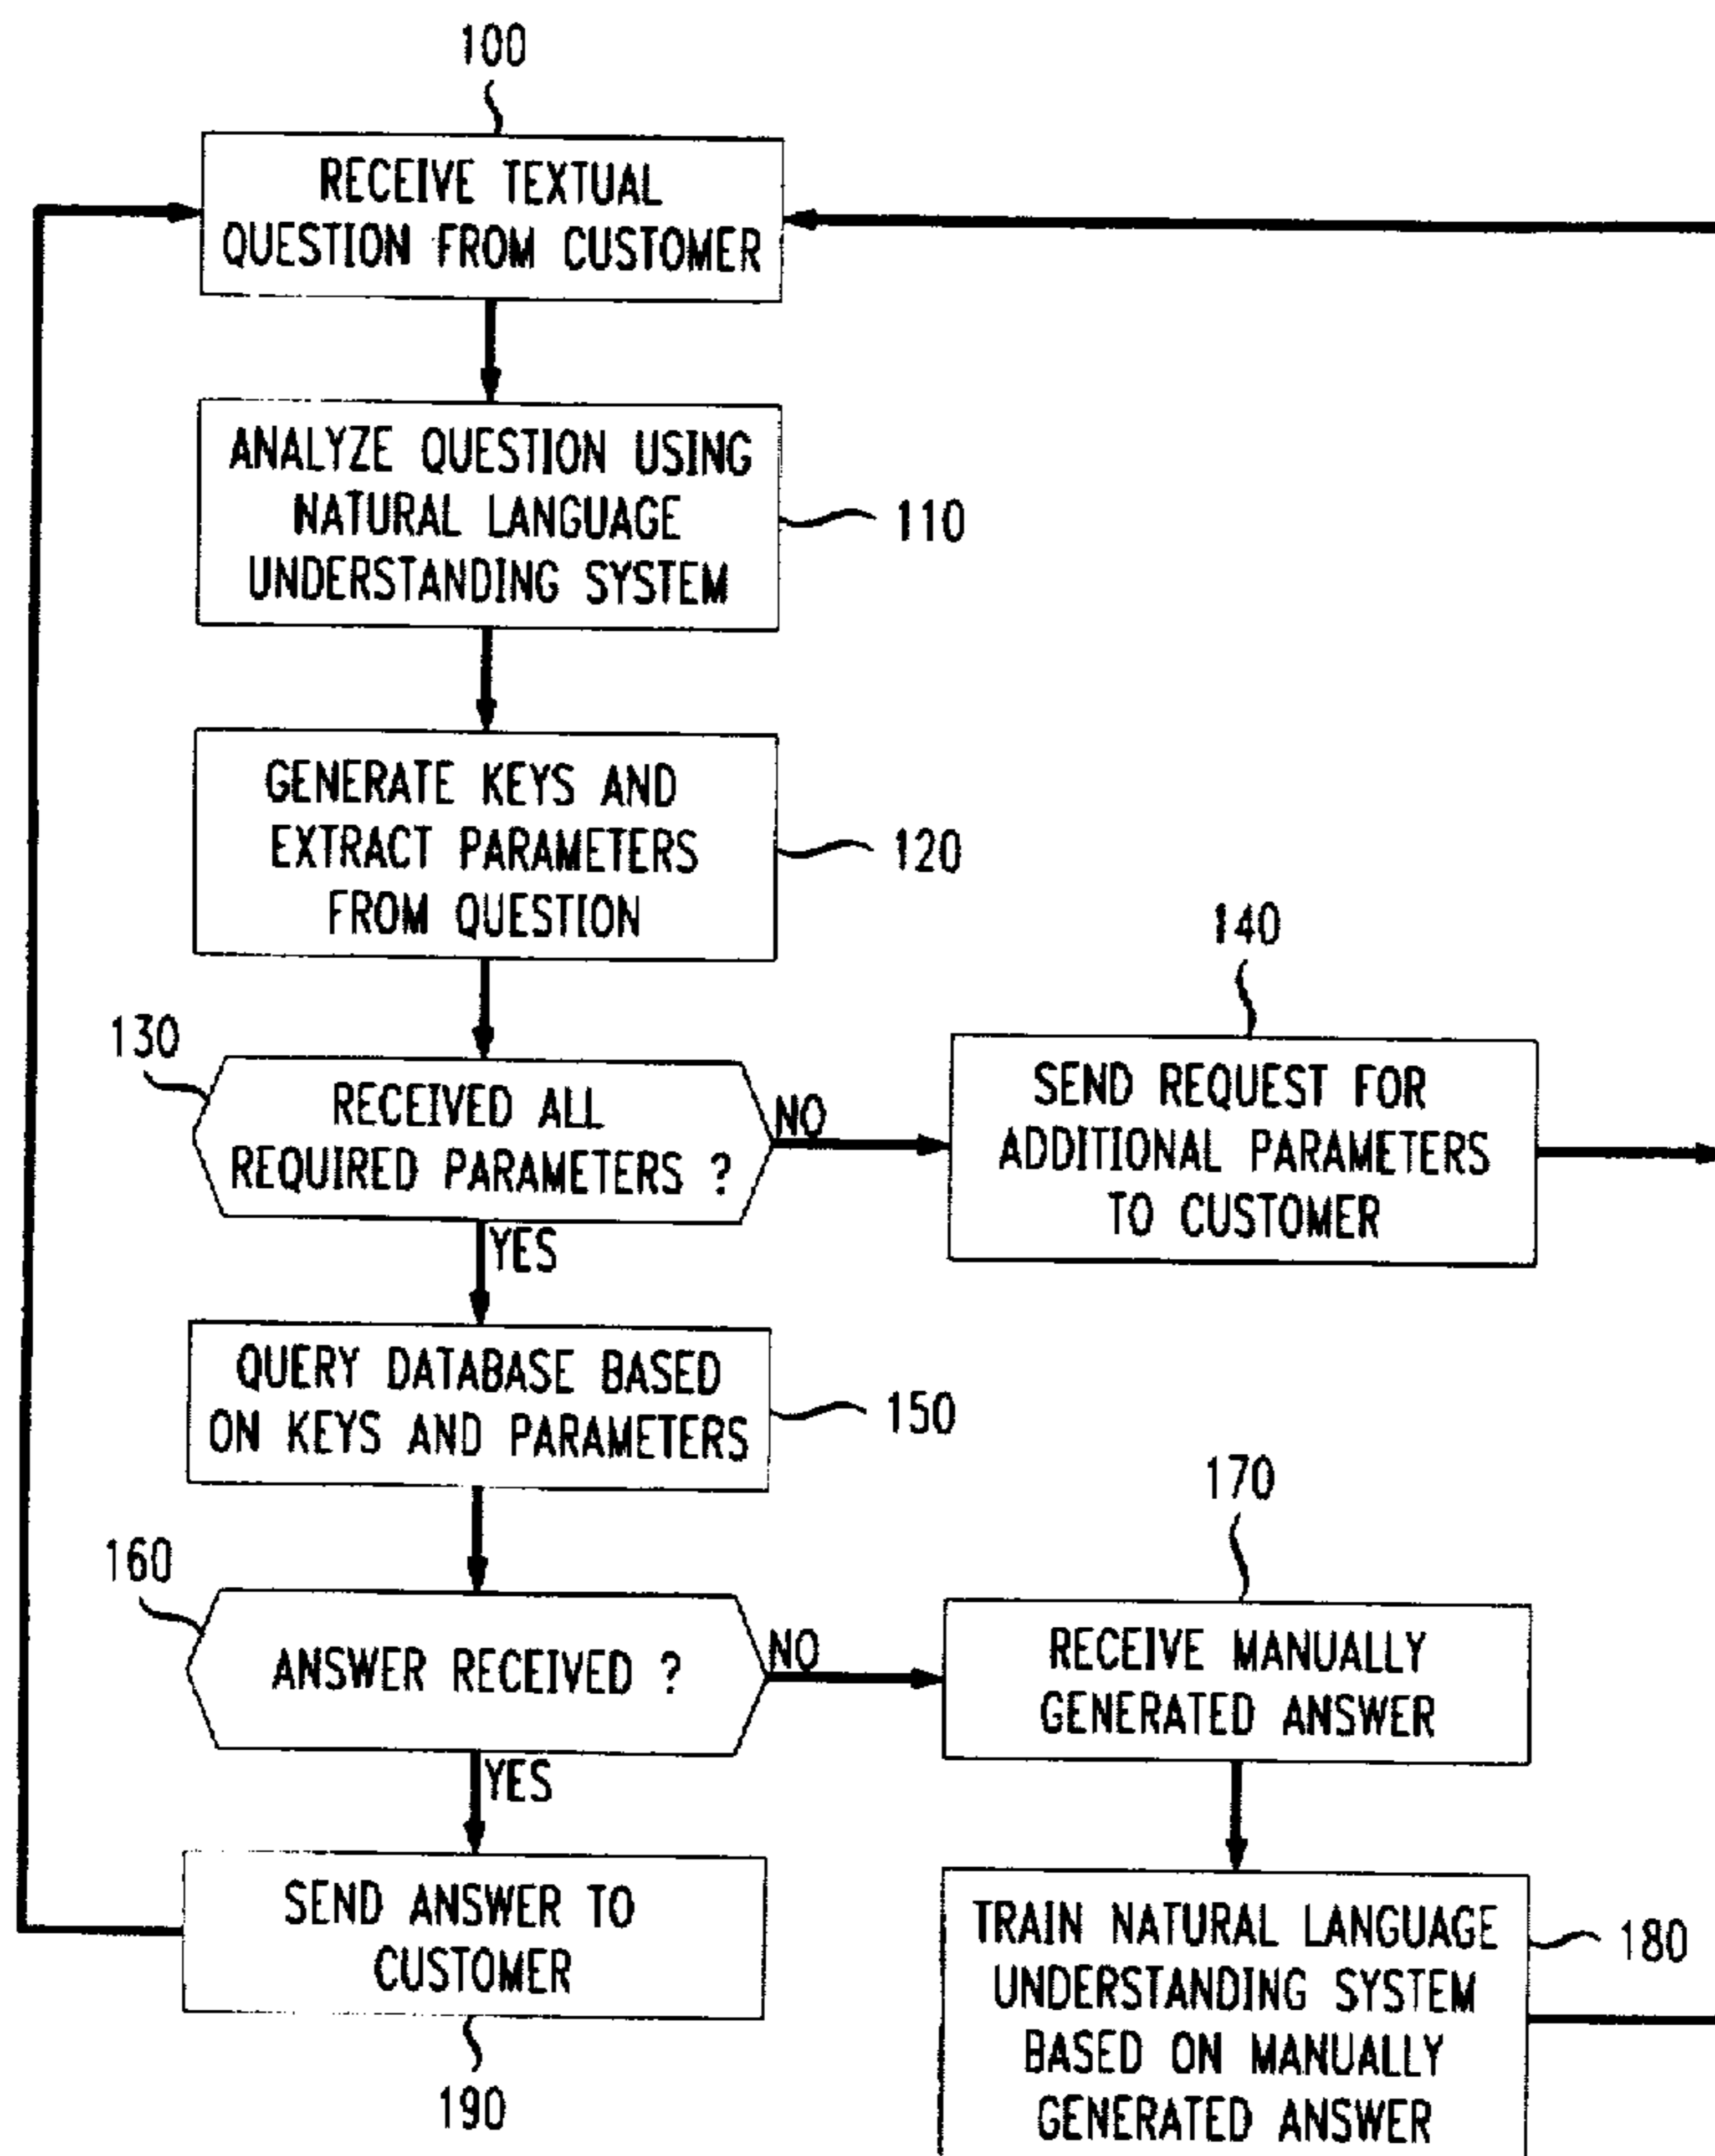 100
RECEIVE TEXTUAL
QUESTION FROM CUSTOMER
ANALYZE QUESTION USING
NATURAL LANGUAGE
UNDERSTANDING SYSTEM
110
GENERATE KEYS AND
EXTRACT PARAMETERS
FROM QUESTION
120
130
RECEIVED ALL
REQUIRED PARAMETERS ?
NO
YES
140
SEND REQUEST FOR
ADDITIONAL PARAMETERS
TO CUSTOMER
QUERY DATABASE BASED
ON KEYS AND PARAMETERS
150
160
ANSWER RECEIVED ?
NO
YES
170
RECEIVE MANUALLY
GENERATED ANSWER
SEND ANSWER TO
CUSTOMER
190
TRAIN NATURAL LANGUAGE
UNDERSTANDING SYSTEM
BASED ON MANUALLY
GENERATED ANSWER
180